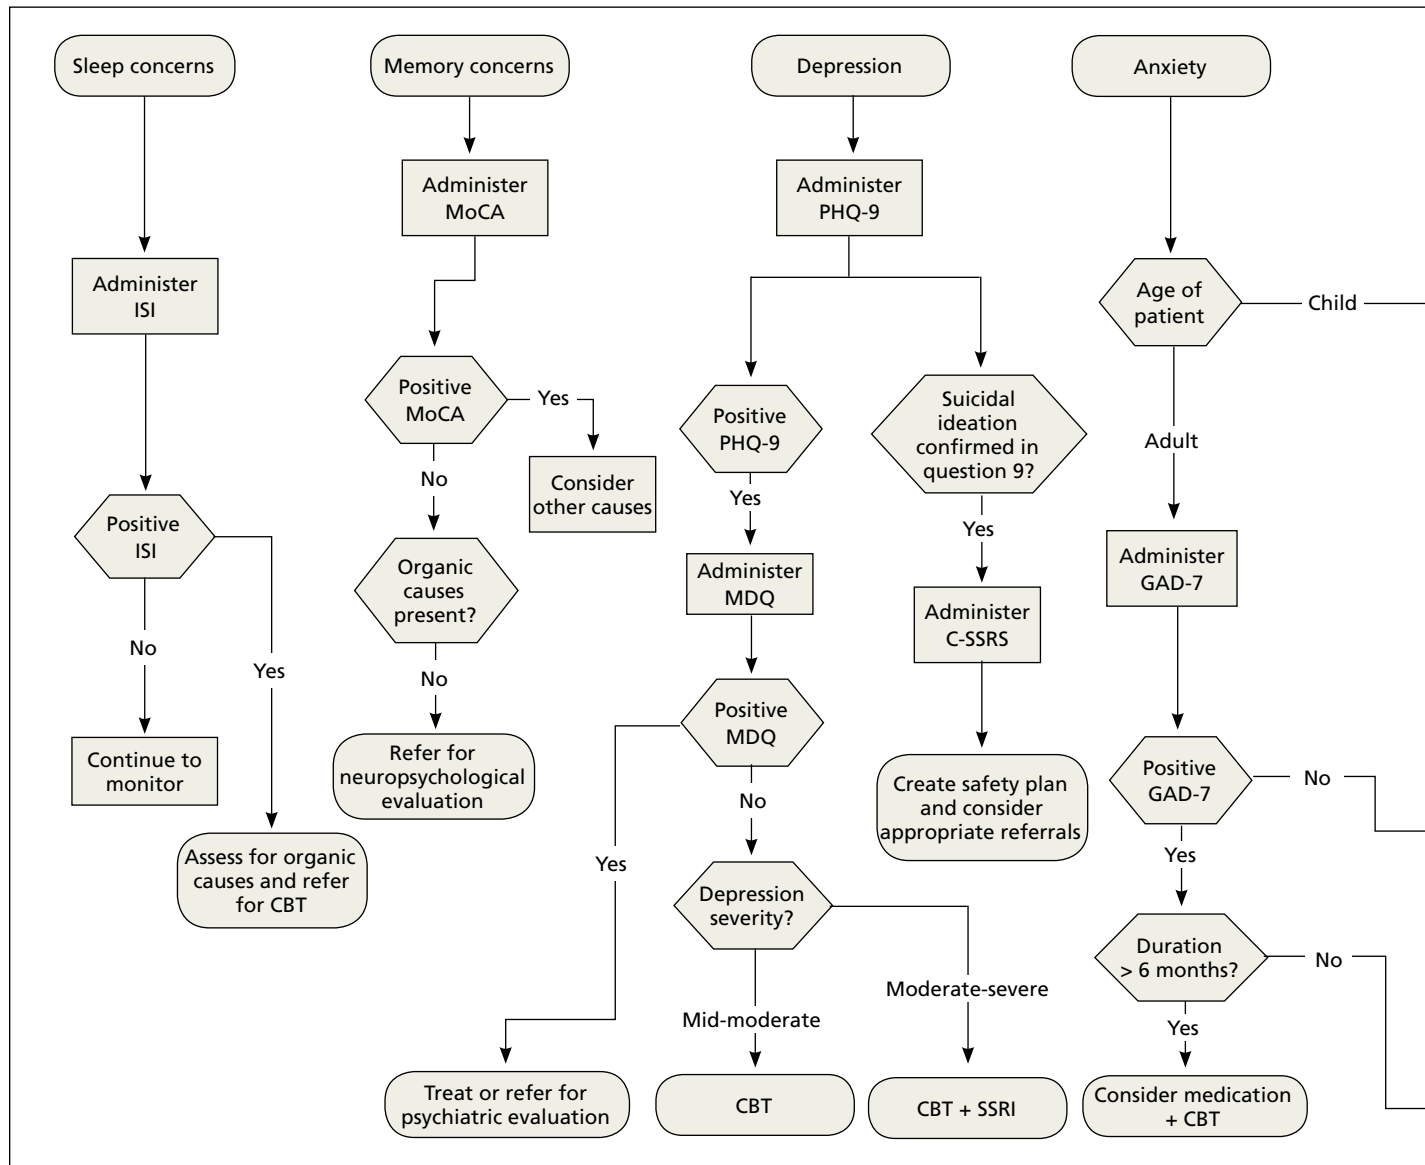 Sleep concerns
Administer
ISI
Positive
ISI
No
Yes
Continue to
monitor
Assess for organic
causes and refer
for CBT
Memory concerns
Administer
MoCA
Positive
MoCA
Yes
No
Consider
other causes
Organic
causes
present?
No
Refer for
neuropsychological
evaluation
Depression
Administer
PHQ-9
Positive
PHQ-9
Yes
Administer
MDQ
Positive
MDQ
No
Yes
Depression
severity?
Mid-moderate
Moderate-severe
Treat or refer for
psychiatric evaluation
CBT
CBT + SSRI
Suicidal
ideation
confirmed in
question 9?
Yes
Administer
C-SSRS
Create safety plan
and consider
appropriate referrals
Anxiety
Age of
patient
Child
Adult
Administer
GAD-7
Positive
GAD-7
No
Yes
Duration
> 6 months?
No
Yes
Consider medication
+ CBT